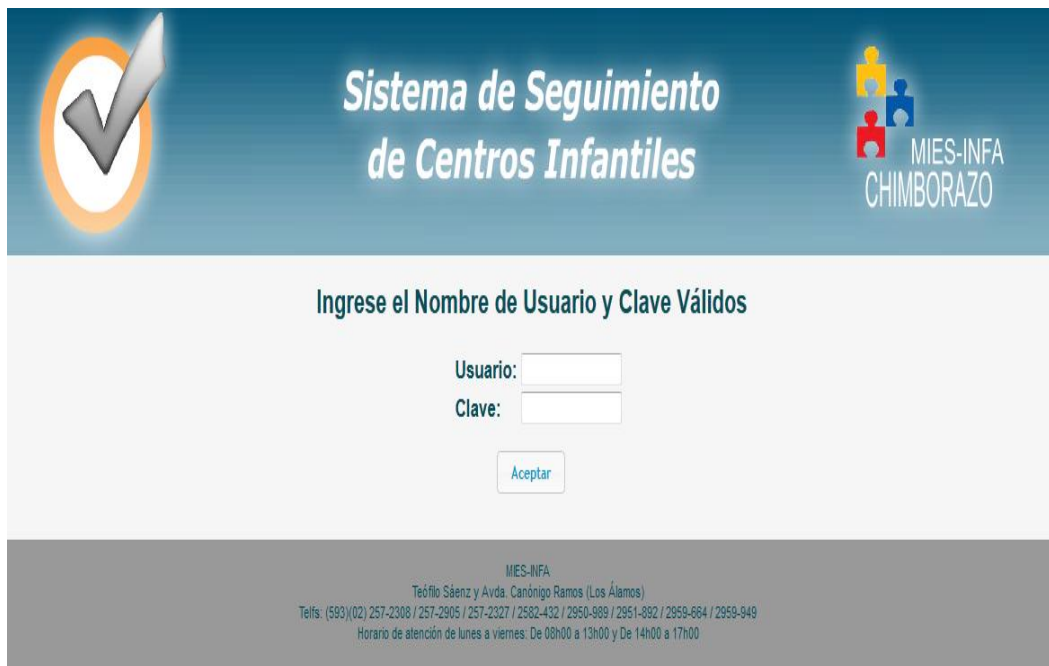 Sistema de Seguimiento
de Centros Infantiles
MIES-INFA
CHIMBORAZO
Ingrese el Nombre de Usuario y Clave Válidos
Usuario:
Clave:
Aceptar
MIES-INFA
Teófilo Sáenz y Avda. Canónigo Ramos (Los Álamos)
Telfs: (593)(02) 257-2308 / 257-2905 / 257-2327 / 2582-432 / 2950-989 / 2951-892 / 2959-664 / 2959-949
Horario de atención de lunes a viernes: De 08h00 a 13h00 y De 14h00 a 17h00